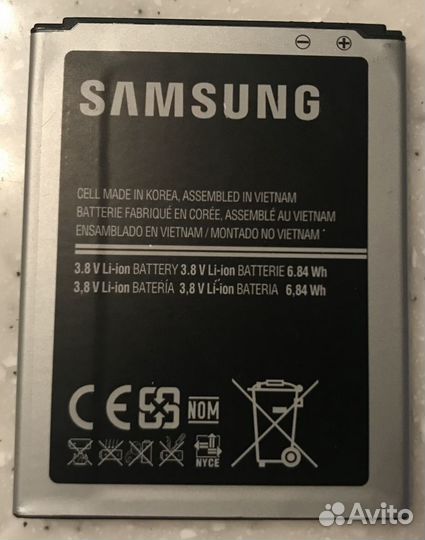 SAMSUNG
CELL MADE IN KOREA, ASSEMBLED IN VIETNAM
BATTERIE FABRIQUÉ EN CORÉE, ASSEMBLÉ AU VIETNAM
ENSAMBLADO EN VIETNAM / MONTADO NO VIETNAM *
3.8 V Li-ion BATTERY 3.8 V Li-ion BATTERIE 6.84 Wh
3,8 V Li-ion BATERÍA 3,8 V Li-ion BATERIA 6,84 Wh
CE NOM
NYCE
Avito